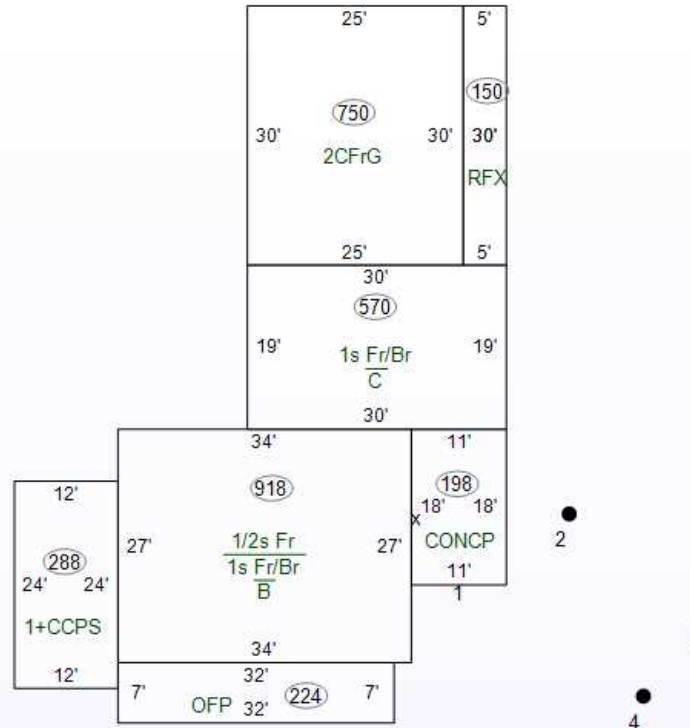 25' 5'
750 150
30' 30' 30'
2CFrG RFX
25' 5'
30'
570
19' 19'
1s Fr/Br
C
30'
34' 11'
918 198
12' 18' 18'
x
1/2s Fr CONCP 2
27' 27'
288 1s Fr/Br
24' 24' B 11'
1
1+CCPS
34'
12' 32'
7' OFP 224 7'
32'
4